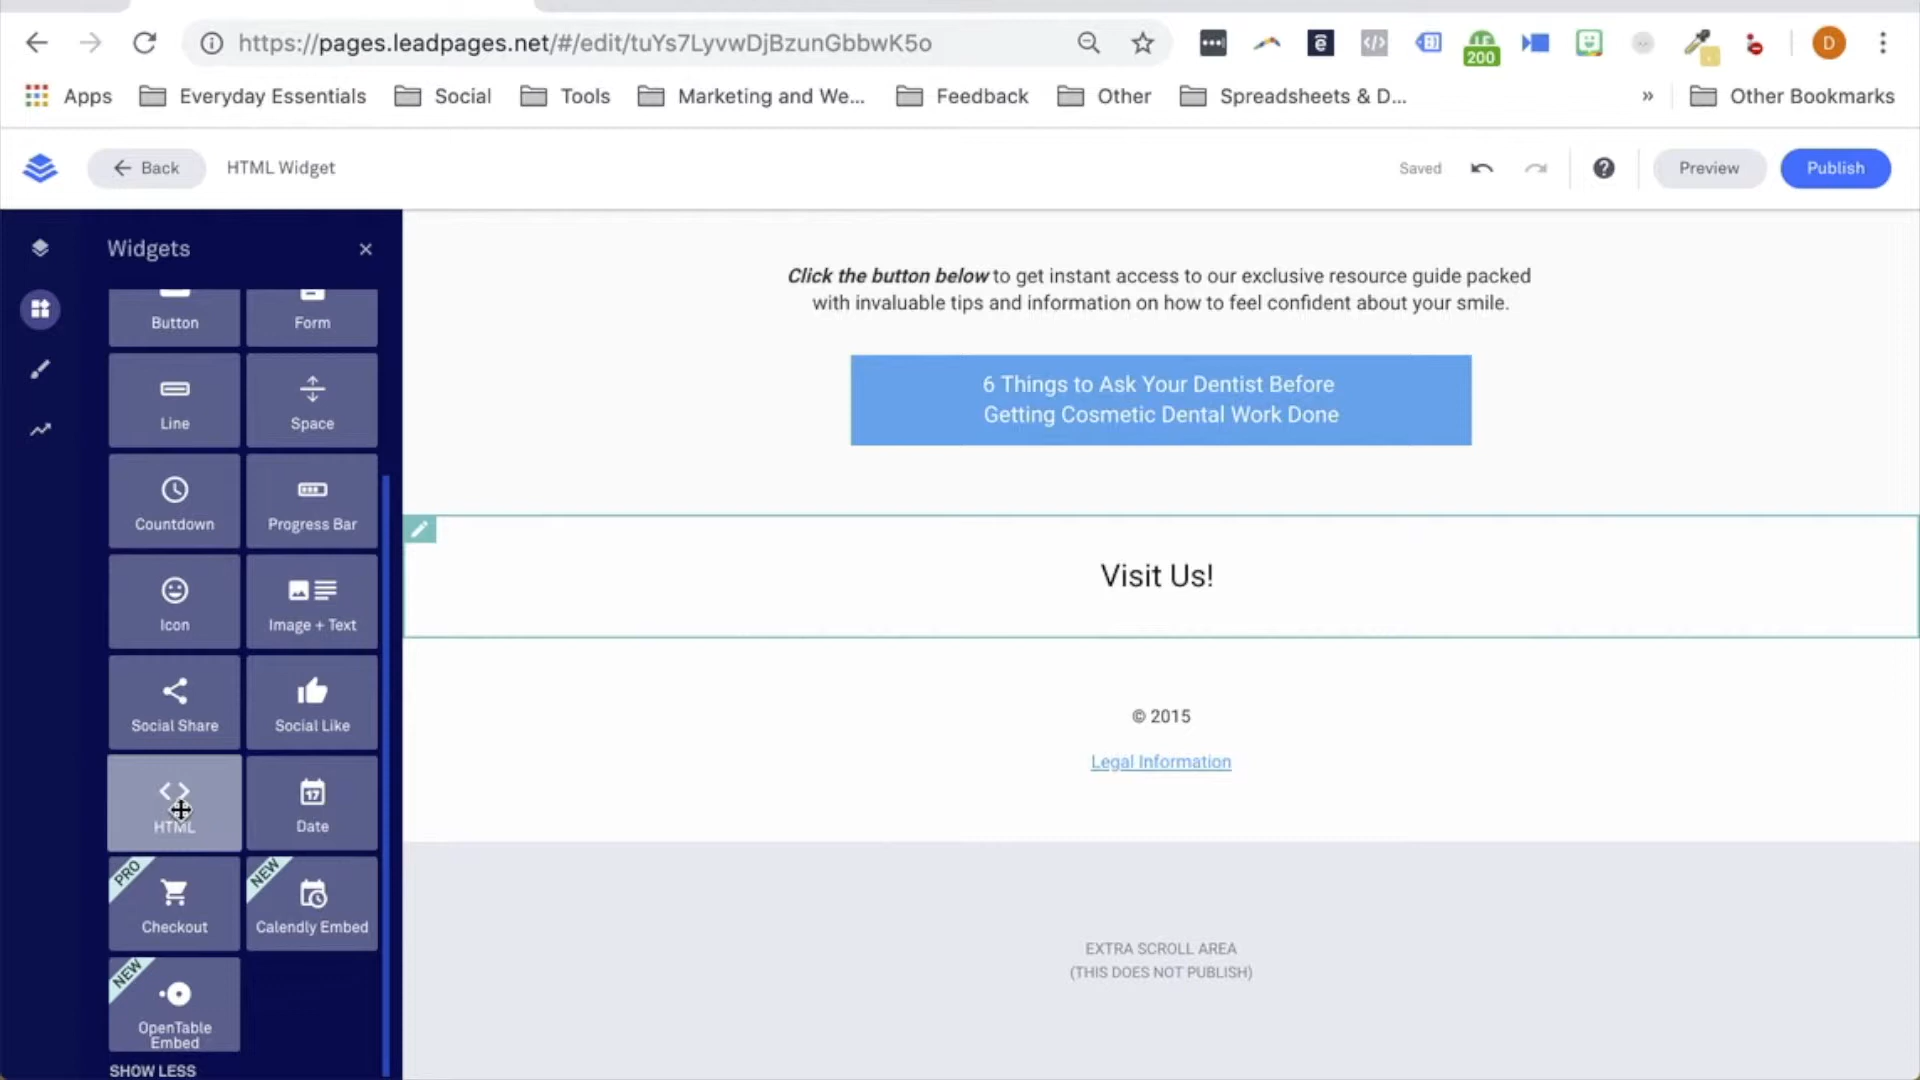 https://pages.leadpages.net/#/edit/tuYs7LyvwDjBzunGbbwK5o
200
D
Apps
Everyday Essentials
Social
Tools
Marketing and We...
Feedback
Other
Spreadsheets & D...
»
Other Bookmarks
Back
HTML Widget
Saved
Preview
Publish
Widgets
Button
Form
Line
Space
Countdown
Progress Bar
Icon
Image + Text
Social Share
Social Like
HTML
17
Date
PRO
Checkout
NEW
Calendly Embed
NEW
OpenTable
Embed
SHOW LESS
Click the button below to get instant access to our exclusive resource guide packed
with invaluable tips and information on how to feel confident about your smile.
6 Things to Ask Your Dentist Before
Getting Cosmetic Dental Work Done
Visit Us!
© 2015
Legal Information
EXTRA SCROLL AREA
(THIS DOES NOT PUBLISH)